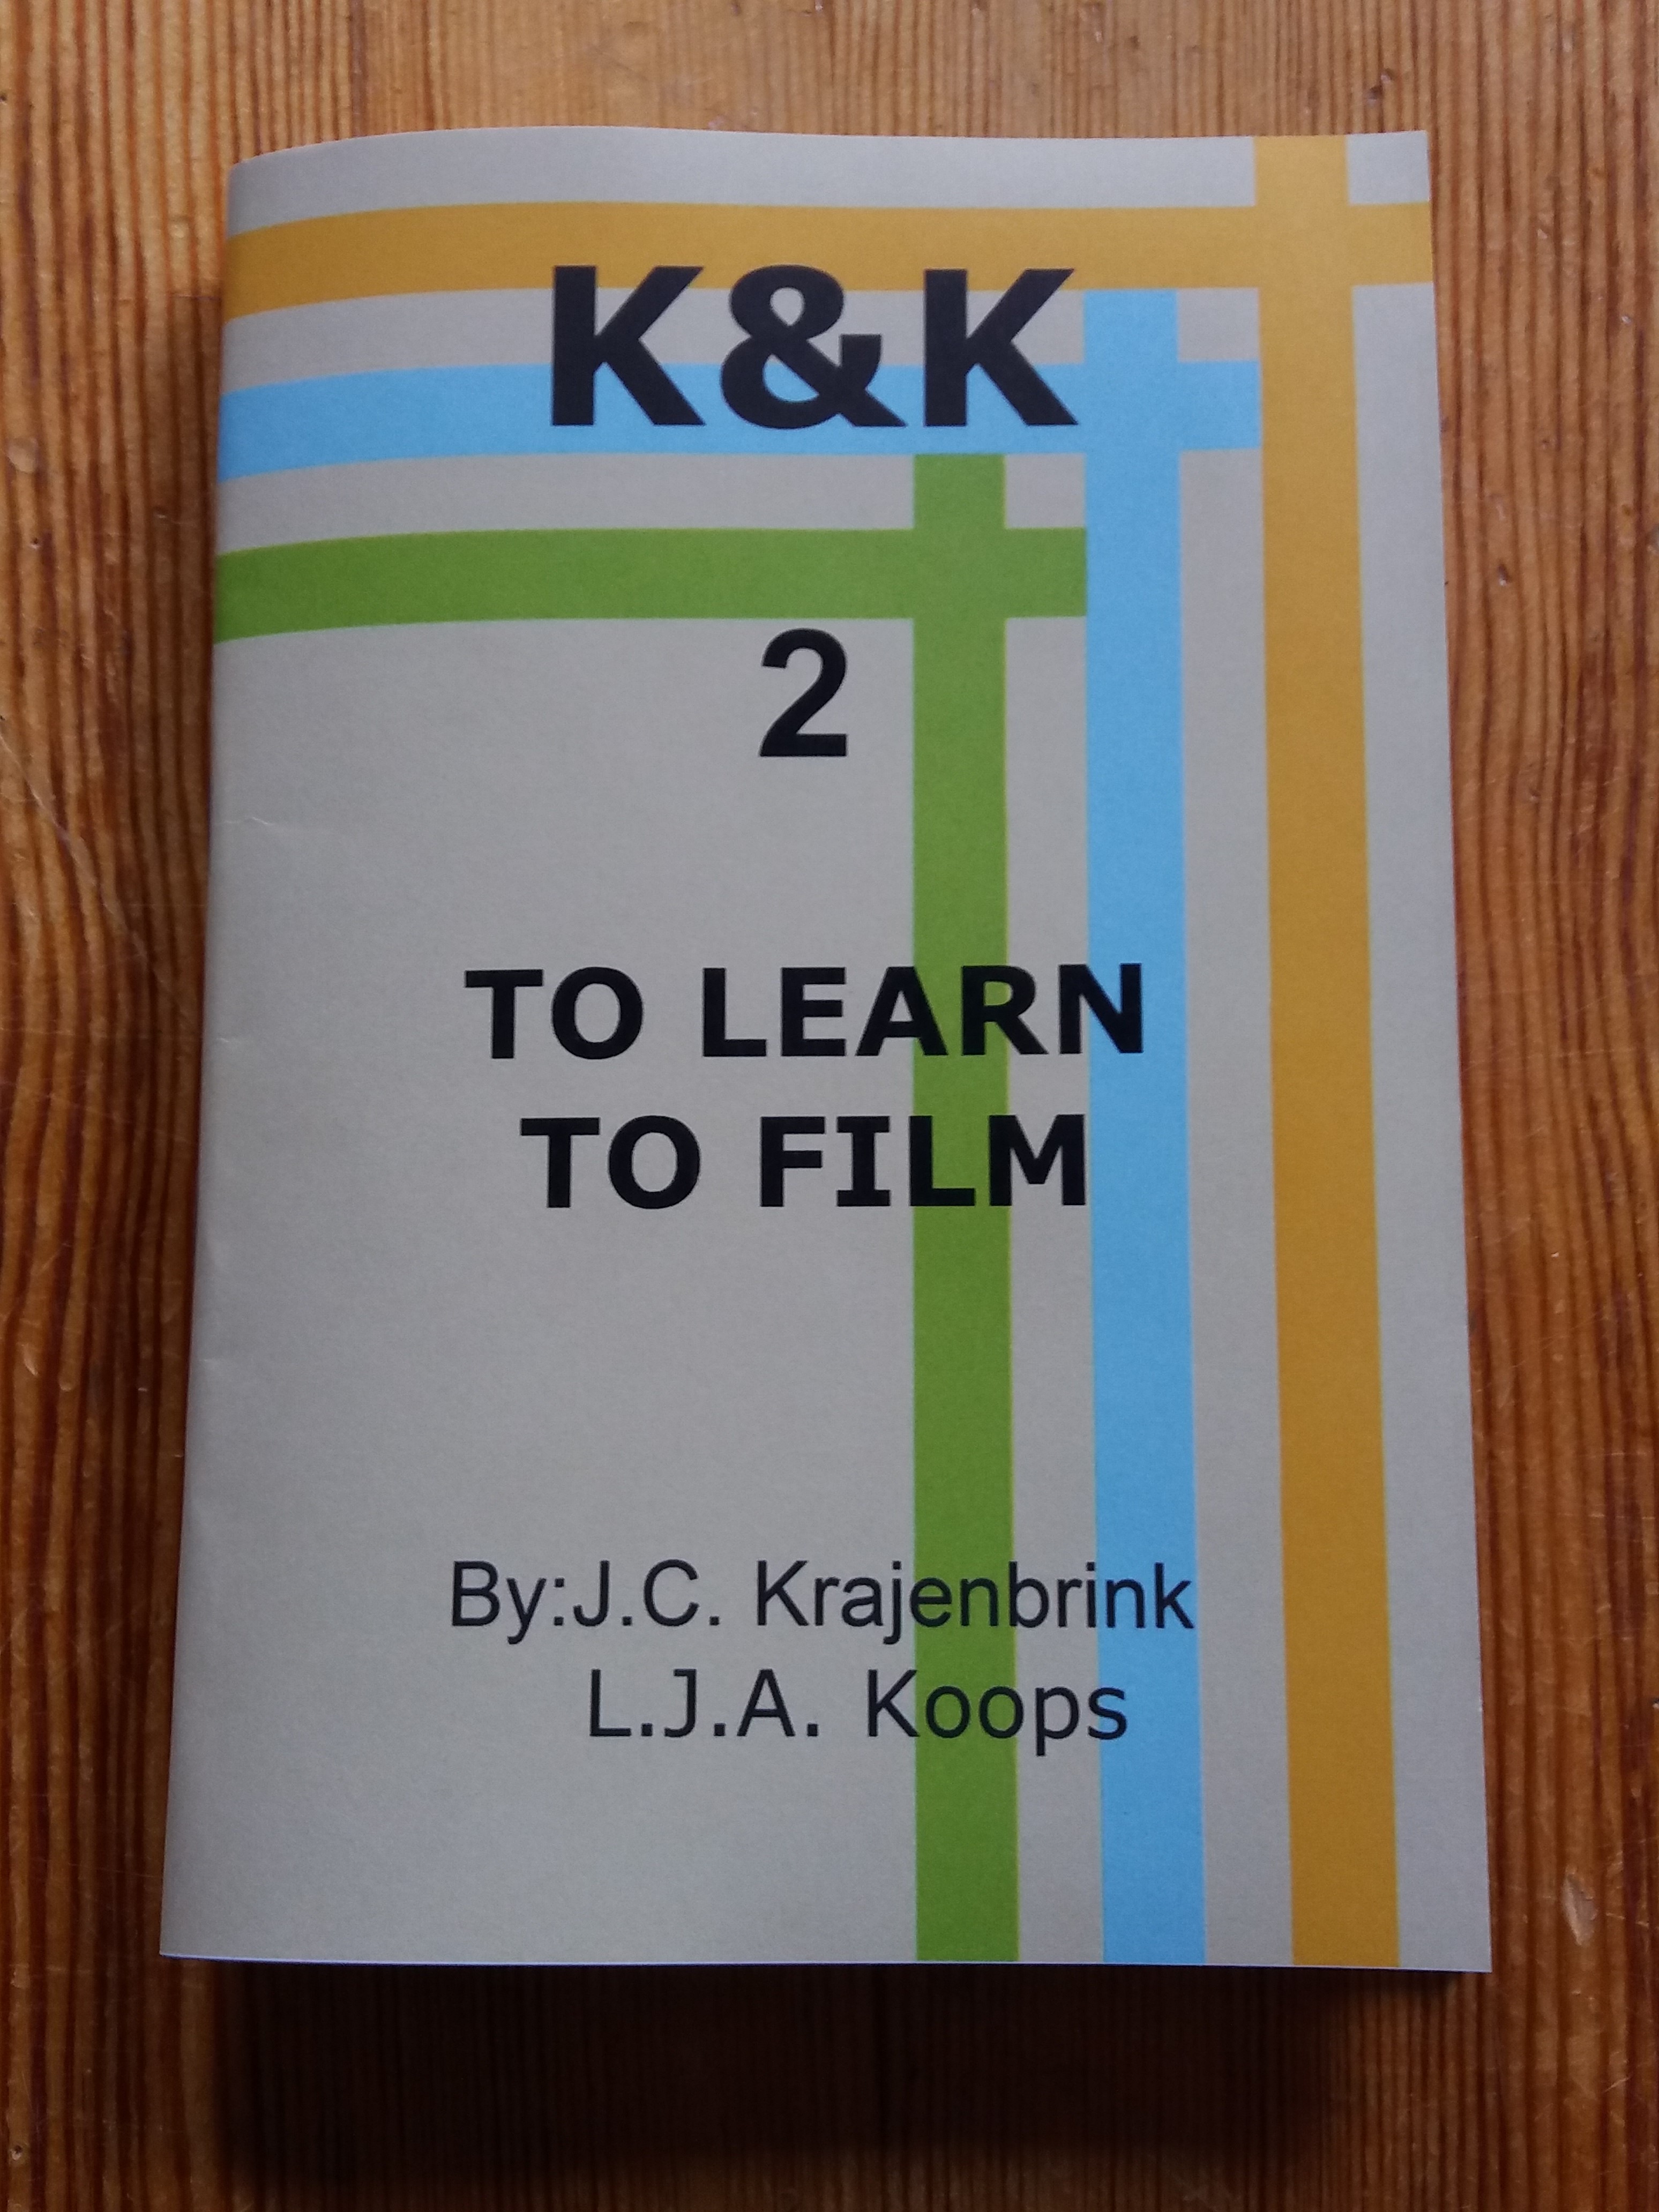 K&K
2
TO LEARN
TO FILM
By:J.C. Krajenbrink
L.J.A. Koops